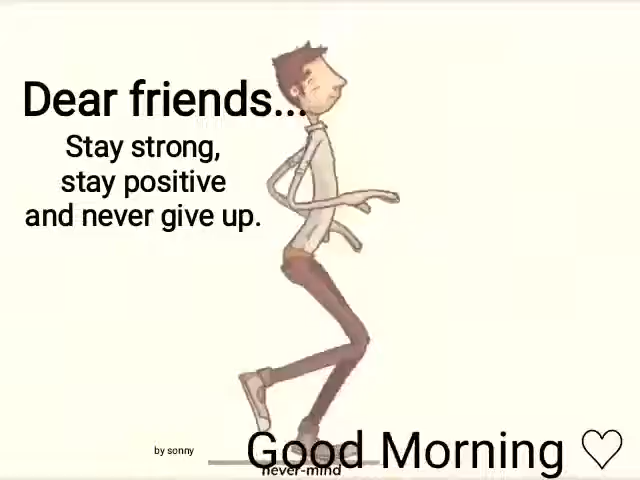 Dear friends...
Stay strong,
stay positive
and never give up.
by sonny
Good Morning ♡
never-mind